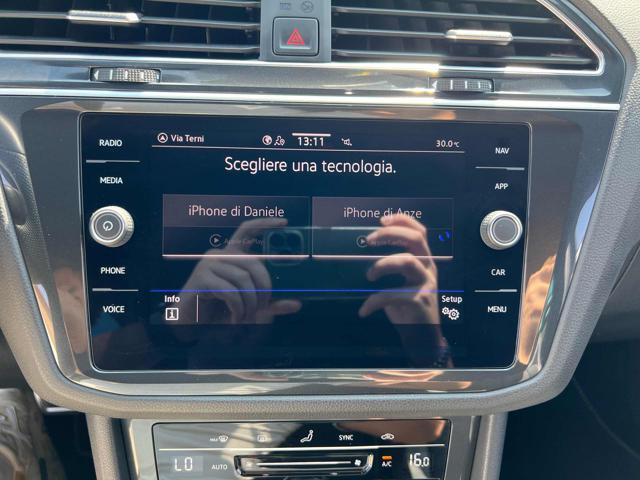 RADIO
MEDIA
PHONE
VOICE
Via Terni
13:11
30.0°C
Scegliere una tecnologia.
iPhone di Daniele
Apple CarPlay
iPhone di Anze
Apple CarPlay
Info
Setup
NAV
APP
CAR
MENU
MAX
SYNC
LO
AUTO
A/C
16.0